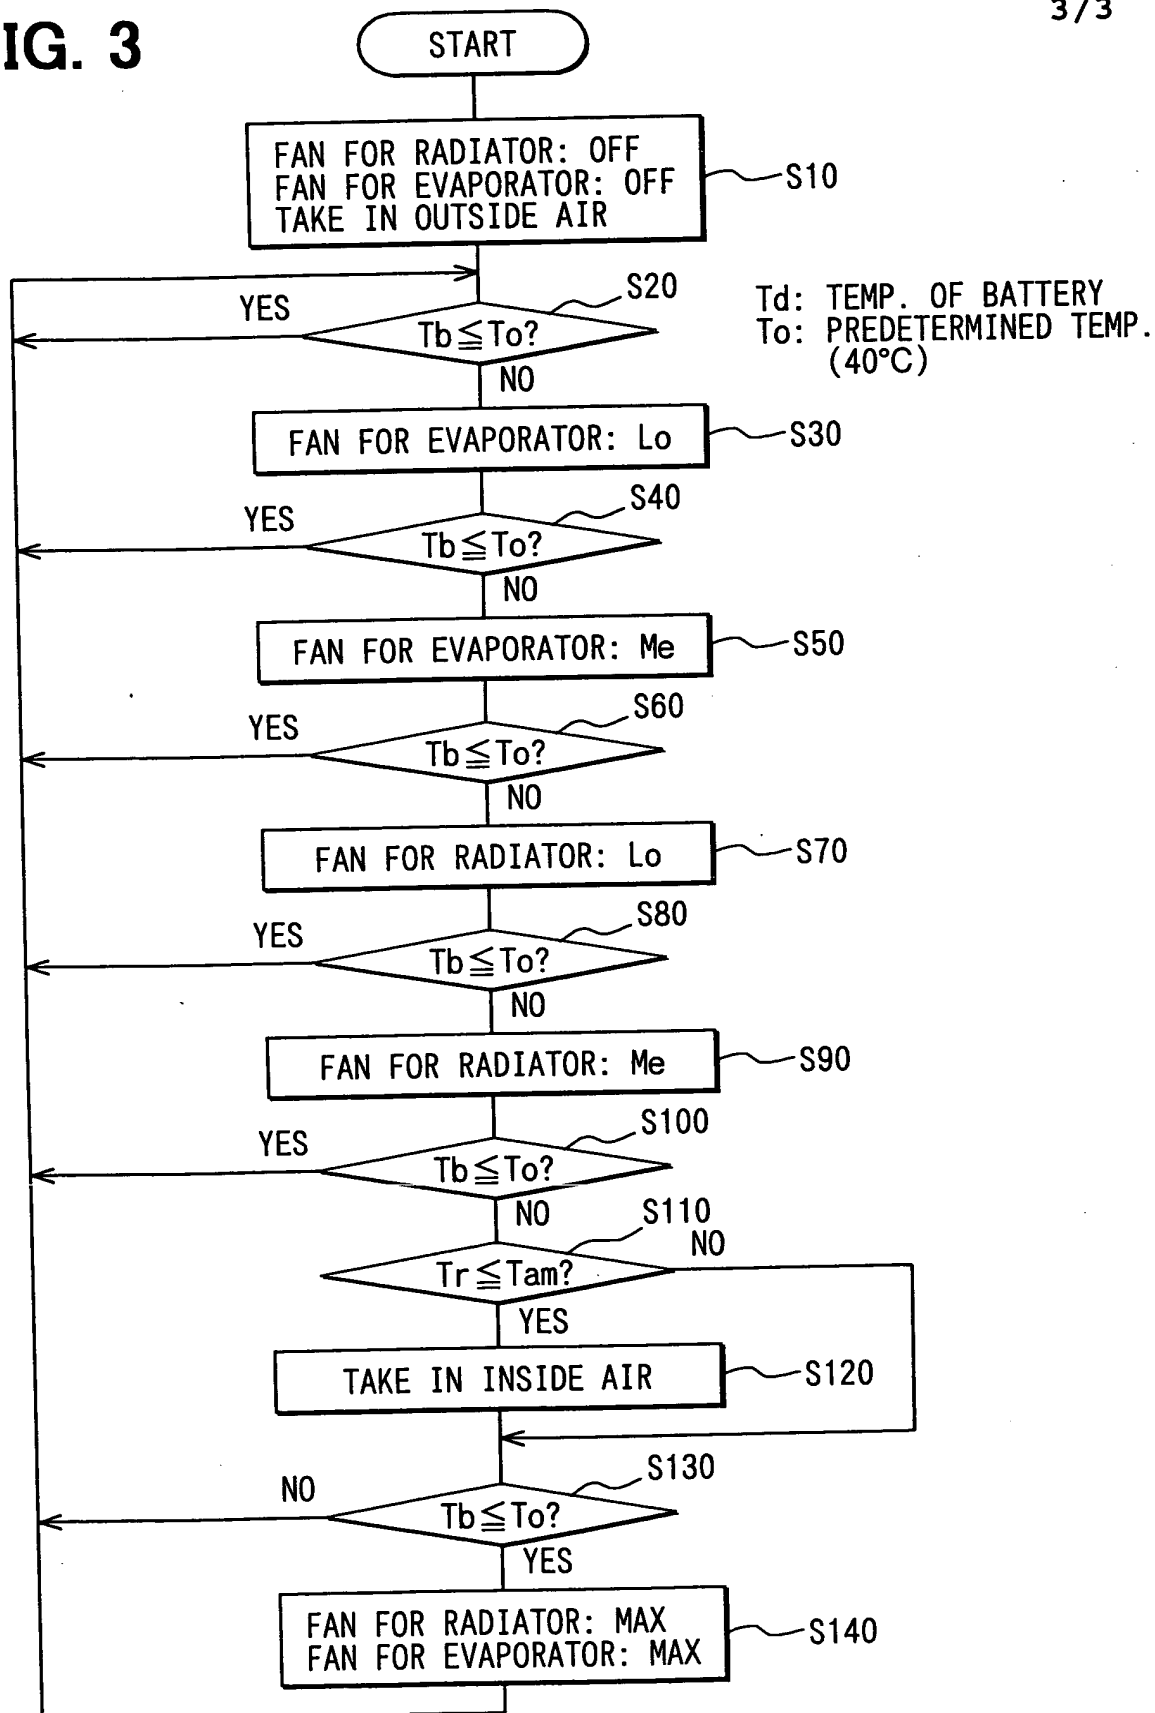 IG. 3
3/3
START
FAN FOR RADIATOR: OFF
FAN FOR EVAPORATOR: OFF
TAKE IN OUTSIDE AIR
S10
S20
YES
Tb≦To?
NO
Td: TEMP. OF BATTERY
To: PREDETERMINED TEMP.
(40°C)
FAN FOR EVAPORATOR: Lo
S30
S40
YES
Tb≦To?
NO
FAN FOR EVAPORATOR: Me
S50
S60
YES
Tb≦To?
NO
FAN FOR RADIATOR: Lo
S70
S80
YES
Tb≦To?
NO
FAN FOR RADIATOR: Me
S90
S100
YES
Tb≦To?
NO
S110
NO
Tr≦Tam?
YES
TAKE IN INSIDE AIR
S120
S130
NO
Tb≦To?
YES
FAN FOR RADIATOR: MAX
FAN FOR EVAPORATOR: MAX
S140